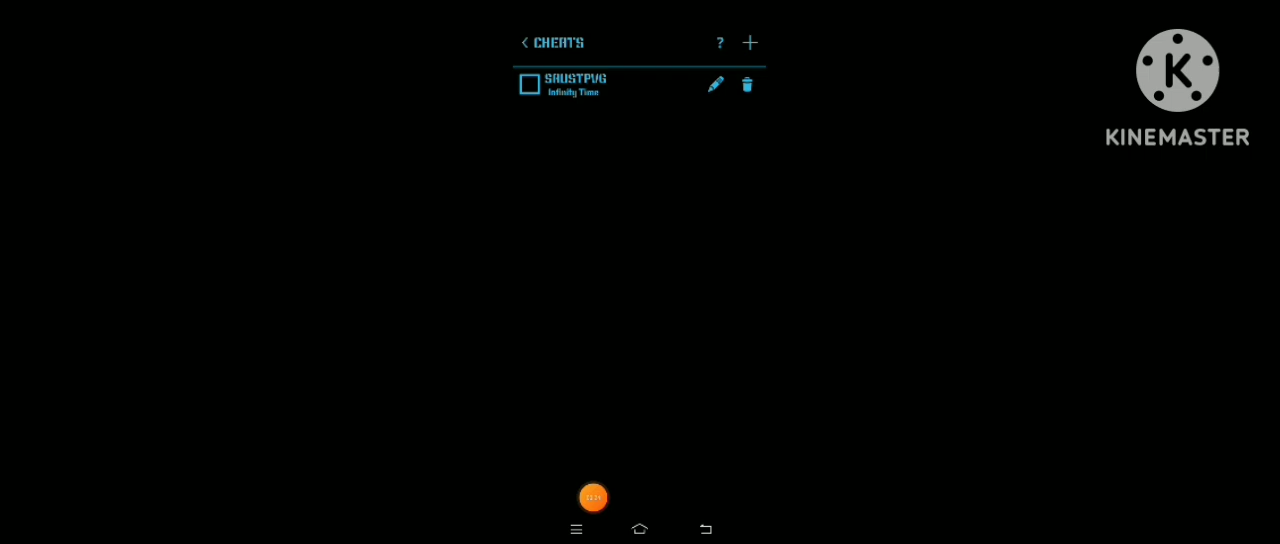 < CHEATS ? +
SAUSTPVG
Infinity Time
K
KINEMASTER